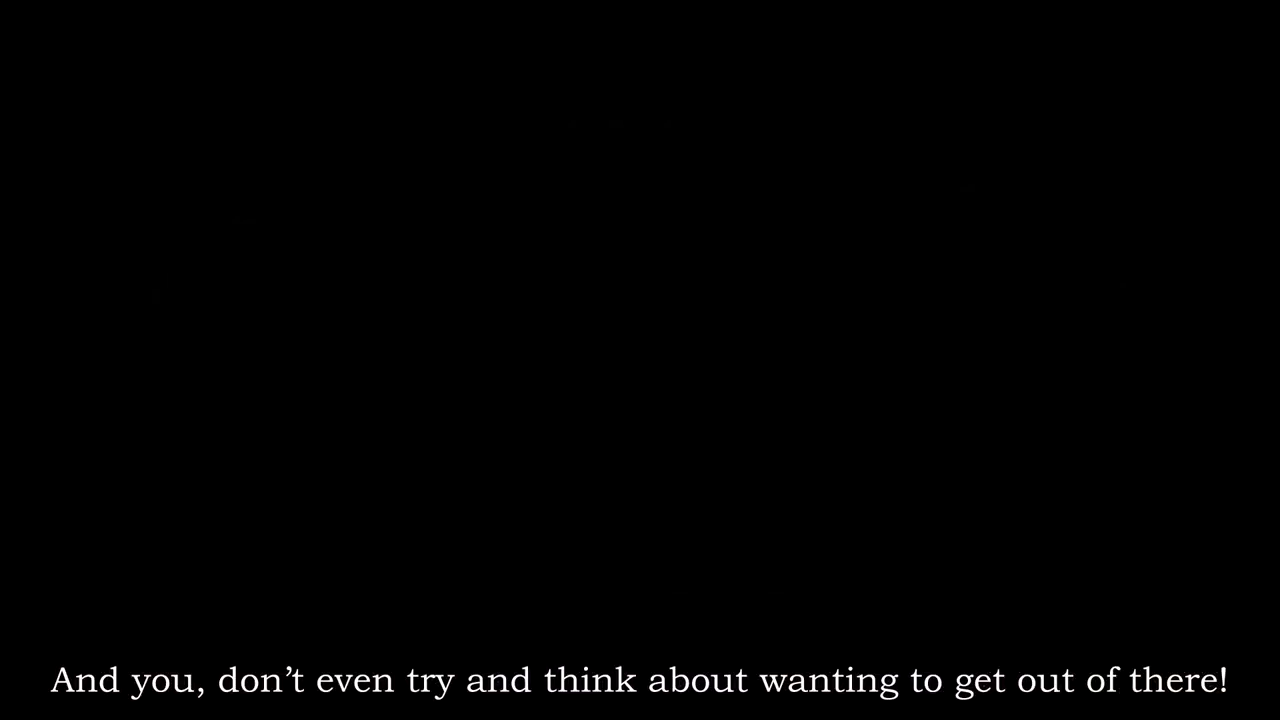 And you, don’t even try and think about wanting to get out of there!